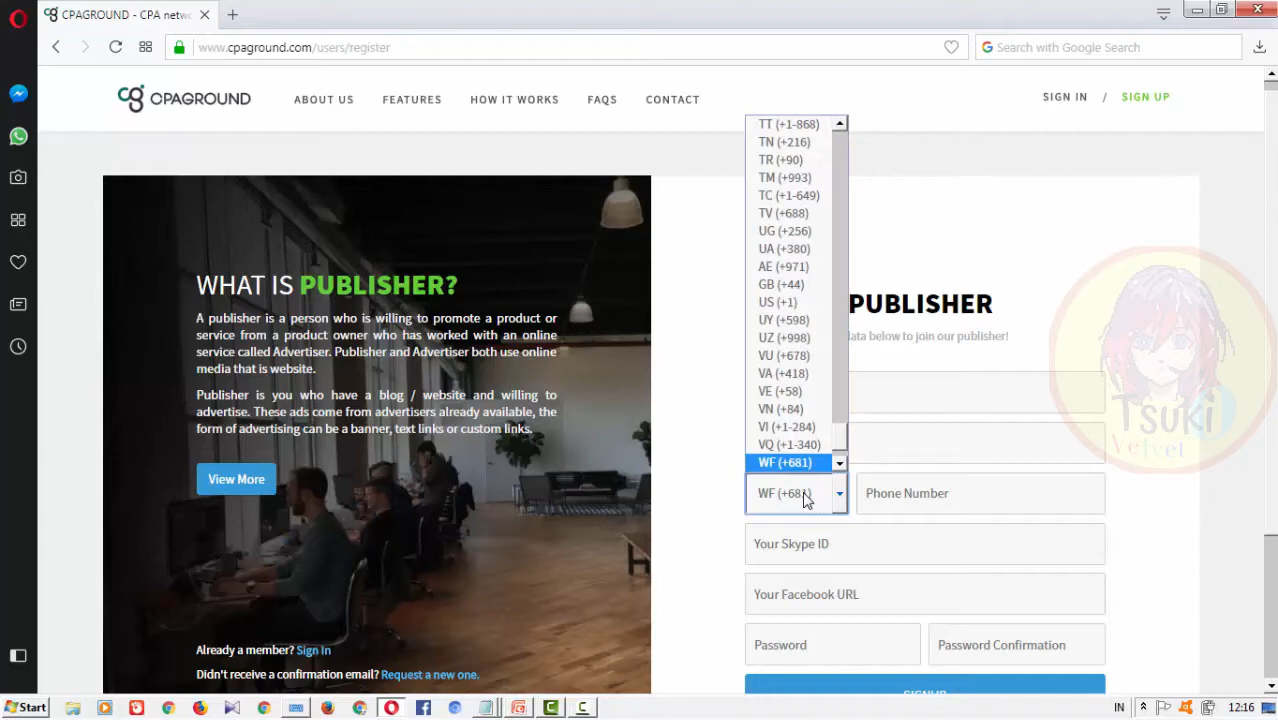 CPAGROUND - CPA netw
www.cpaground.com/users/register
Search with Google Search
CPAGROUND
ABOUT US
FEATURES
HOW IT WORKS
FAQS
CONTACT
SIGN IN / SIGN UP
WHAT IS PUBLISHER?
A publisher is a person who is willing to promote a product or
service from a product owner who has worked with an online
service called Advertiser. Publisher and Advertiser both use online
media that is website.
Publisher is you who have a blog / website and willing to
advertise. These ads come from advertisers already available, the
form of advertising can be a banner, text links or custom links.
View More
Already a member? Sign In
Didn't receive a confirmation email? Request a new one.
TT (+1-868)
TN (+216)
TR (+90)
TM (+993)
TC (+1-649)
TV (+688)
UG (+256)
UA (+380)
AE (+971)
GB (+44)
US (+1)
UY (+598)
UZ (+998)
VU (+678)
VA (+418)
VE (+58)
VN (+84)
VI (+1-284)
VQ (+1-340)
WF (+681)
PUBLISHER
data below to join our publisher!
WF (+681)
Phone Number
Your Skype ID
Your Facebook URL
Password
Password Confirmation
SIGNUP
TSUKI
Velvet
Start
IN
12:16